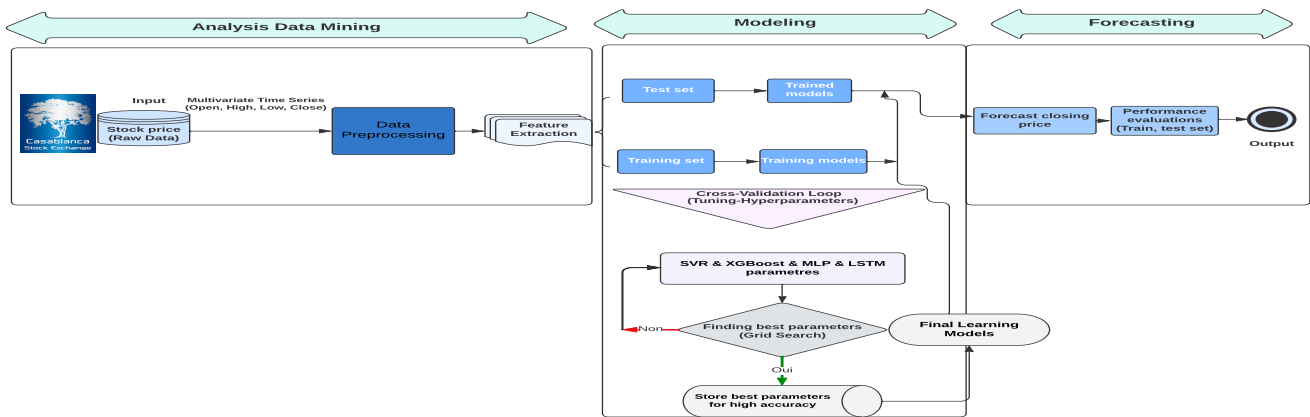 Analysis Data Mining
Modeling
Forecasting
Input
Multivariate Time Series
(Open, High, Low, Close)
Stock price
(Raw Data)
Casablanca
Stock Exchange
Data
Preprocessing
Feature
Extraction
Test set
Trained
models
Training set
Training models
Cross-Validation Loop
(Tuning-Hyperparameters)
SVR & XGBoost & MLP & LSTM
parametres
Finding best parameters
(Grid Search)
Non
Oui
Store best parameters
for high accuracy
Final Learning
Models
Forecast closing
price
Performance
evaluations
(Train, test set)
Output